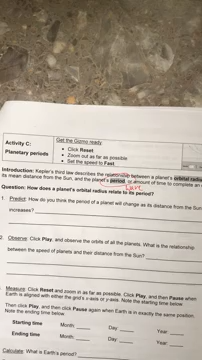 Activity C:
Planetary periods
Get the Gizmo ready:
• Click Reset
• Zoom out as far as possible
• Set the speed to Fast
Introduction: Kepler's third law describes the relationship between a planet's orbital radiu
its mean distance from the Sun, and the planet's period, or amount of time to complete an
Question: How does a planet's orbital radius relate to its period?
1. Predict: How do you think the period of a planet will change as its distance from the Sun
increases?
2. Observe: Click Play, and observe the orbits of all the planets. What is the relationship
between the speed of planets and their distance from the Sun?
Measure: Click Reset and zoom in as far as possible. Click Play, and then Pause when
Earth is aligned with either the grid's x-axis or y-axis. Note the starting time below.
Then click Play, and then click Pause again when Earth is in exactly the same position.
Note the ending time below.
Starting time Month: Day: Year:
Ending time Month: Day: Year:
Calculate: What is Earth's period?